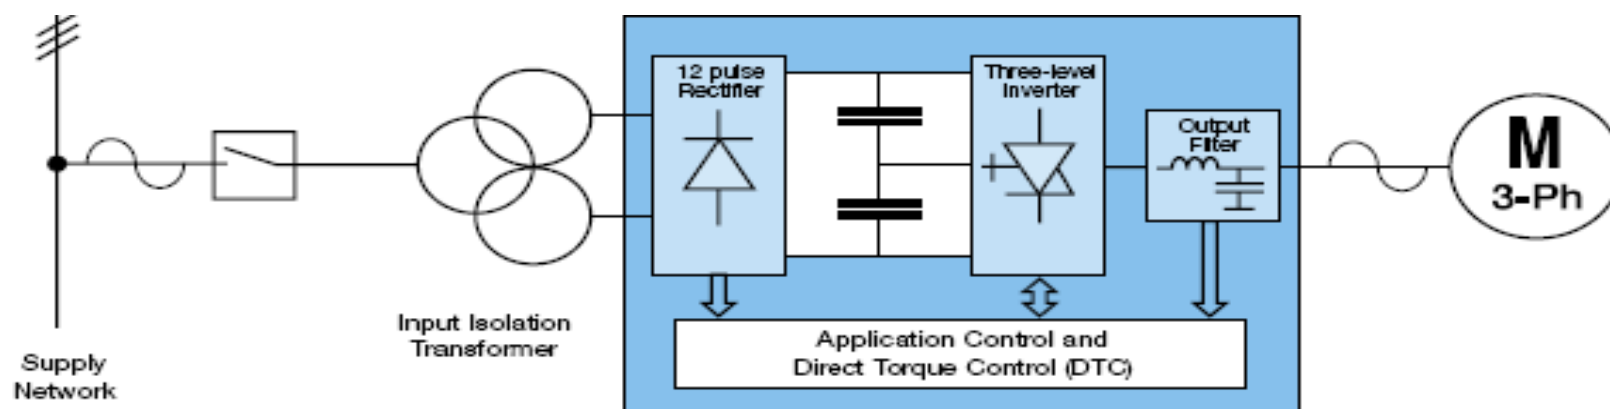 Supply
Network
Input Isolation
Transformer
12 pulse
Rectifier
Three-level
Inverter
Output
Filter
Application Control and
Direct Torque Control (DTC)
M
3-Ph